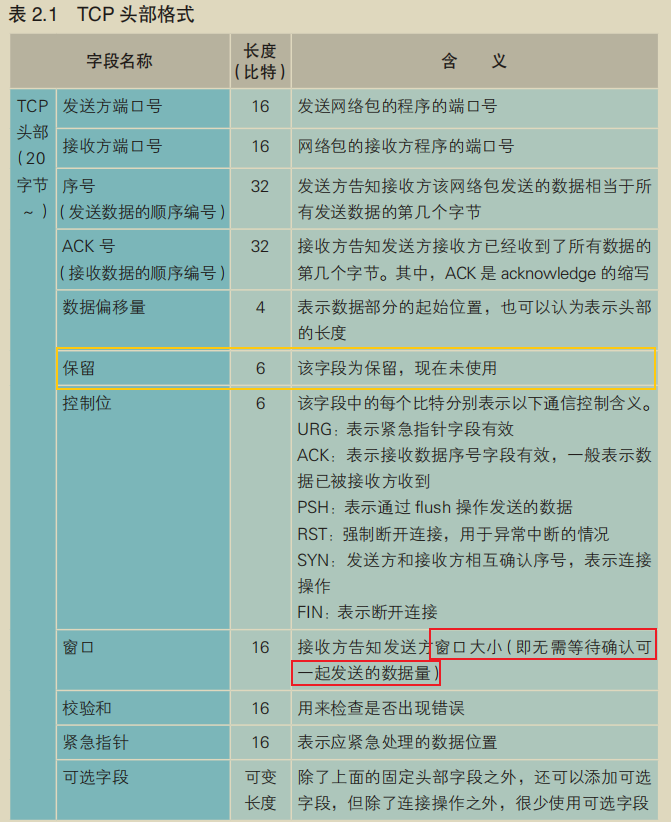 表 2.1 TCP 头部格式
字段名称
长度
(比特)
含 义
TCP
头部
(20
字节
~)
发送方端口号
16
发送网络包的程序的端口号
接收方端口号
16
网络包的接收方程序的端口号
序号
(发送数据的顺序编号)
32
发送方告知接收方该网络包发送的数据相当于所
有发送数据的第几个字节
ACK 号
(接收数据的顺序编号)
32
接收方告知发送方接收方已经收到了所有数据的
第几个字节。其中，ACK 是 acknowledge 的缩写
数据偏移量
4
表示数据部分的起始位置，也可以认为表示头部
的长度
保留
6
该字段为保留，现在未使用
控制位
6
该字段中的每个比特分别表示以下通信控制含义。
URG：表示紧急指针字段有效
ACK：表示接收数据序号字段有效，一般表示数
据已被接收方收到
PSH：表示通过 flush 操作发送的数据
RST：强制断开连接，用于异常中断的情况
SYN：发送方和接收方相互确认序号，表示连接
操作
FIN：表示断开连接
窗口
16
接收方告知发送方窗口大小(即无需等待确认可
一起发送的数据量)
校验和
16
用来检查是否出现错误
紧急指针
16
表示应紧急处理的数据位置
可选字段
可变
长度
除了上面的固定头部字段之外，还可以添加可选
字段，但除了连接操作之外，很少使用可选字段